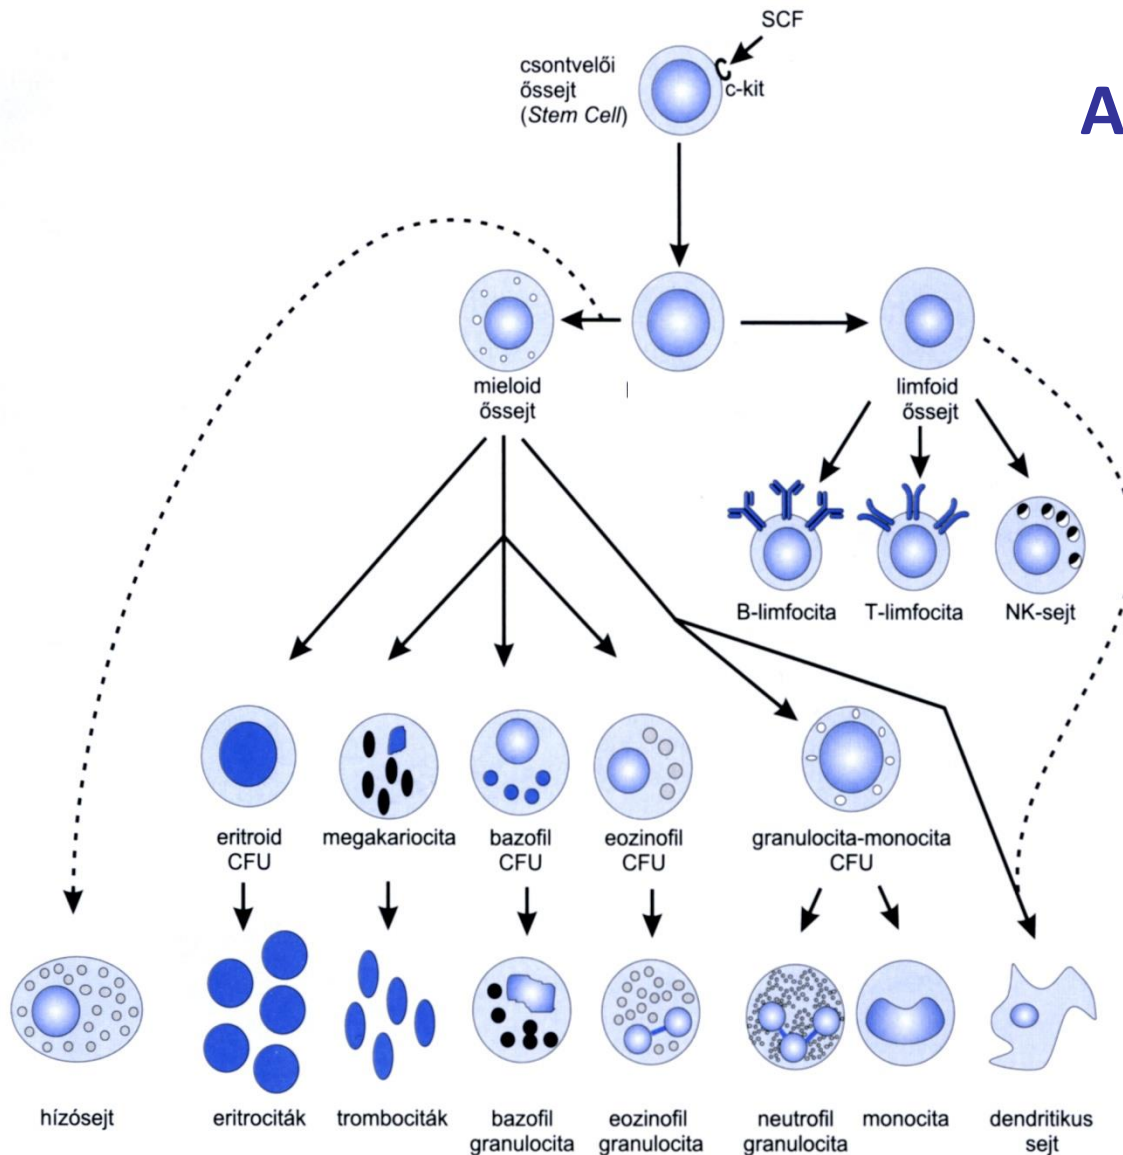 SCF
csontvelői
őssejt
(Stem Cell)
c-kit
A
mieloid
őssejt
limfoid
őssejt
B-limfocita
T-limfocita
NK-sejt
eritroid
CFU
megakariocita
bazofil
CFU
eozinofil
CFU
granulocita-monocita
CFU
hízósejt
eritrociták
trombociták
bazofil
granulocita
eozinofil
granulocita
neutrofil
granulocita
monocita
dendritikus
sejt